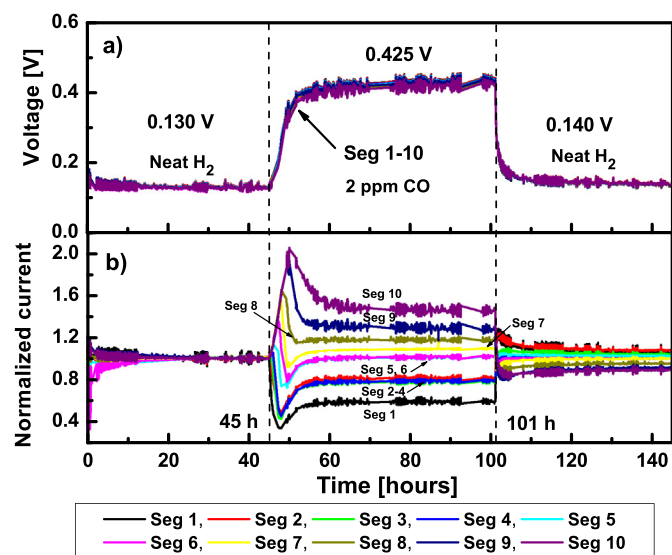 0.6
a)
0.425 V
0.4
0.130 V
0.140 V
Seg 1-10
Neat H2
Neat H2
0.2
2 ppm CO
0.0
Voltage [V]
2.0
b)
Seg 10
1.6
Seg 8
Seg 9
Seg 7
1.2
Seg 5, 6
0.8
Seg 2-4
Seg 1
0.4
45 h
101 h
Normalized current
0 20 40 60 80 100 120 140
Time [hours]
Seg 1, Seg 2, Seg 3, Seg 4, Seg 5
Seg 6, Seg 7, Seg 8, Seg 9, Seg 10